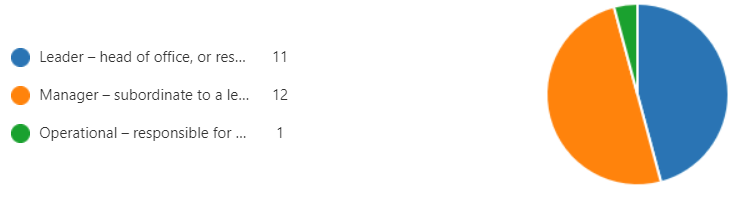 Leader – head of office, or res... 11
Manager – subordinate to a le... 12
Operational – responsible for ... 1